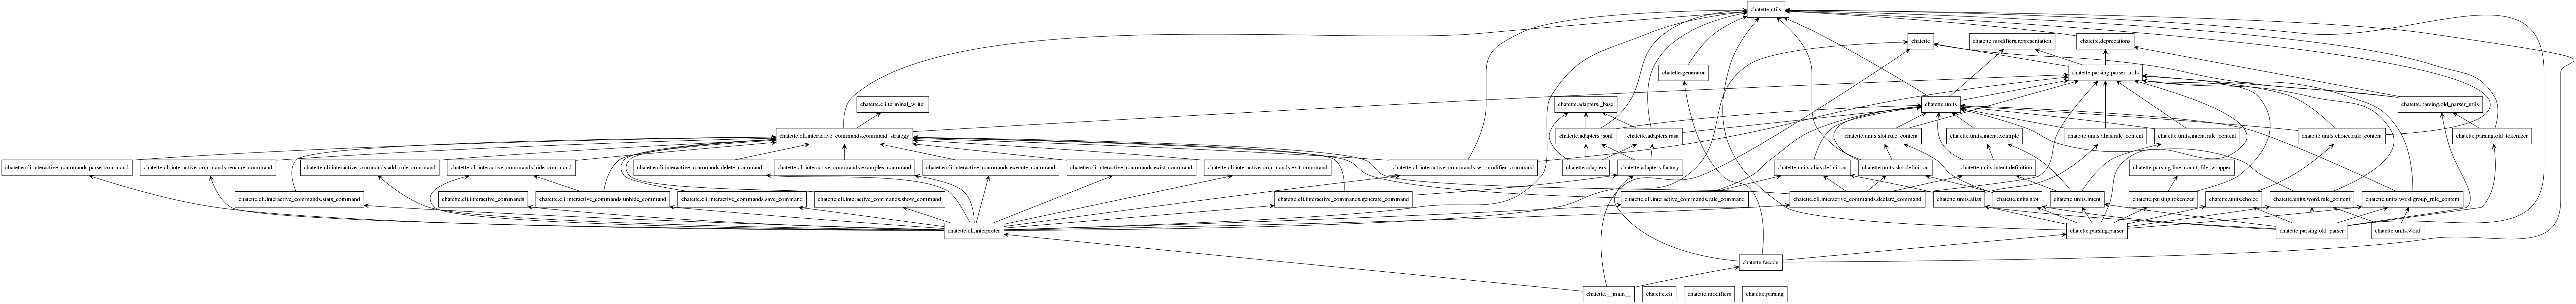 chatette.utils
chatette
chatette.modifiers.representation
chatette.deprecations
chatette.generator
chatette.parsing.parser_utils
chatette.cli.terminal_writer
chatette.adapters._base
chatette.units
chatette.parsing.old_parser_utils
chatette.cli.interactive_commands.command_strategy
chatette.adapters.jsonl
chatette.adapters.rasa
chatette.units.slot.rule_content
chatette.units.intent.example
chatette.units.alias.rule_content
chatette.units.intent.rule_content
chatette.units.choice.rule_content
chatette.parsing.old_tokenizer
chatette.cli.interactive_commands.parse_command
chatette.cli.interactive_commands.rename_command
chatette.cli.interactive_commands.add_rule_command
chatette.cli.interactive_commands.hide_command
chatette.cli.interactive_commands.delete_command
chatette.cli.interactive_commands.examples_command
chatette.cli.interactive_commands.execute_command
chatette.cli.interactive_commands.exist_command
chatette.cli.interactive_commands.exit_command
chatette.cli.interactive_commands.set_modifier_command
chatette.adapters
chatette.adapters.factory
chatette.units.alias.definition
chatette.units.slot.definition
chatette.units.intent.definition
chatette.parsing.line_count_file_wrapper
chatette.cli.interactive_commands.stats_command
chatette.cli.interactive_commands
chatette.cli.interactive_commands.unhide_command
chatette.cli.interactive_commands.save_command
chatette.cli.interactive_commands.show_command
chatette.cli.interactive_commands.generate_command
chatette.cli.interactive_commands.rule_command
chatette.cli.interactive_commands.declare_command
chatette.units.alias
chatette.units.slot
chatette.units.intent
chatette.parsing.tokenizer
chatette.units.choice
chatette.units.word.rule_content
chatette.units.word.group_rule_content
chatette.cli.interpreter
chatette.parsing.parser
chatette.parsing.old_parser
chatette.units.word
chatette.facade
chatette.__main__
chatette.cli
chatette.modifiers
chatette.parsing